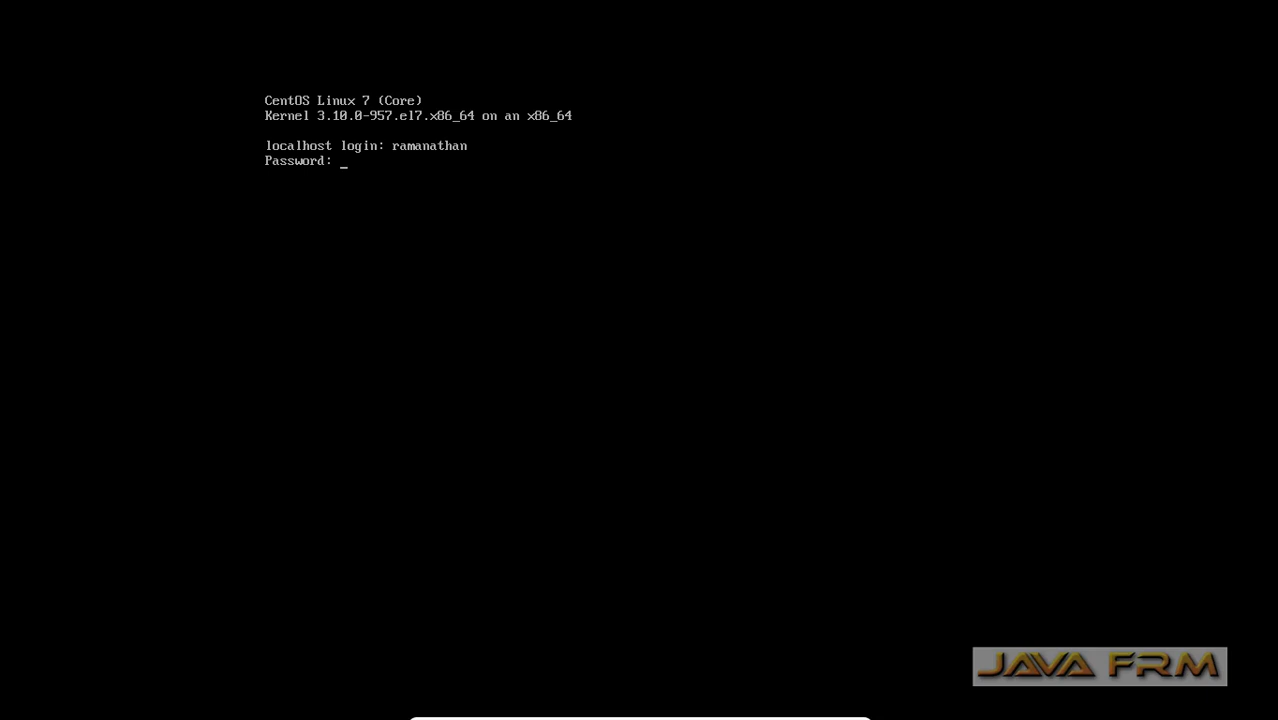 CentOS Linux 7 (Core)
Kernel 3.10.0-957.el7.x86_64 on an x86_64
localhost login: ramanathan
Password: _
JAVA FRM